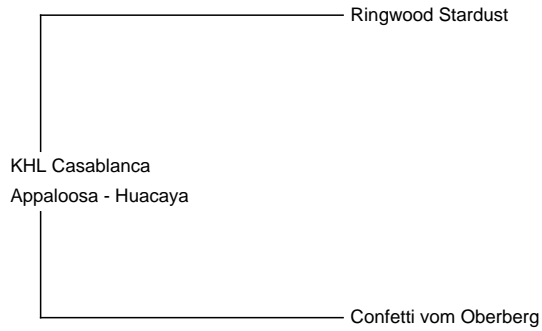 Ringwood Stardust
KHL Casablanca
Appaloosa - Huacaya
Confetti vom Oberberg